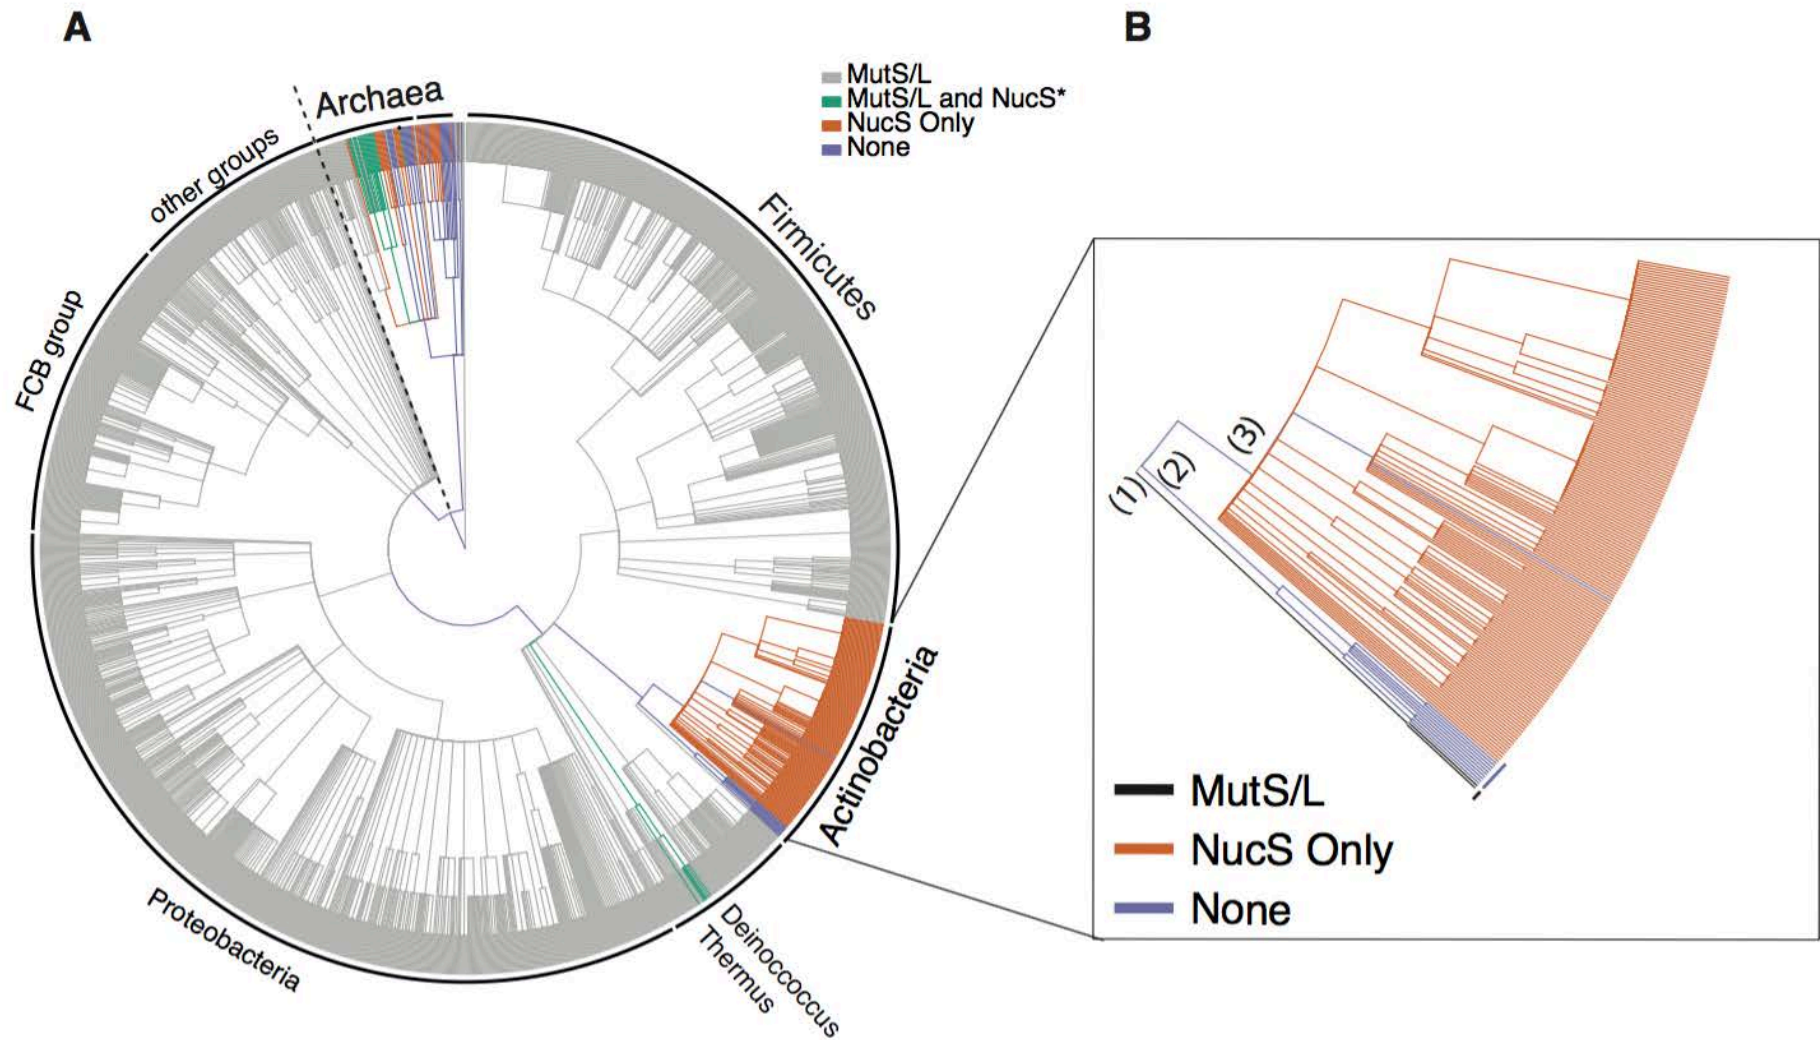 A
B
MutS/L
MutS/L and NucS*
NucS Only
None
Archaea
other groups
FCB group
Firmicutes
Actinobacteria
Proteobacteria
Deinoccoccus
Thermus
(1)
(2)
(3)
MutS/L
NucS Only
None